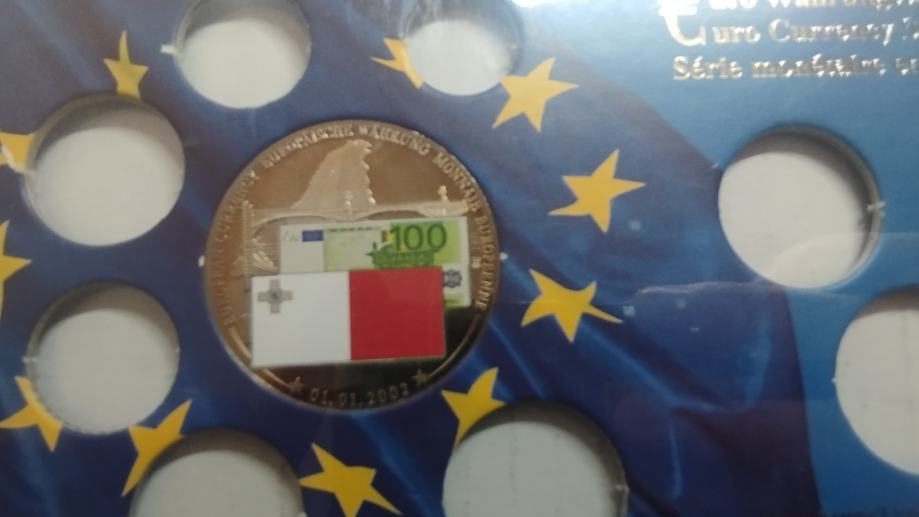 uro Currency
Série monétaire
EUROPEAN CURRENCY EUROPÄISCHE WÄHRUNG MONNAIE EUROPÉENNE
100
01.01.2002